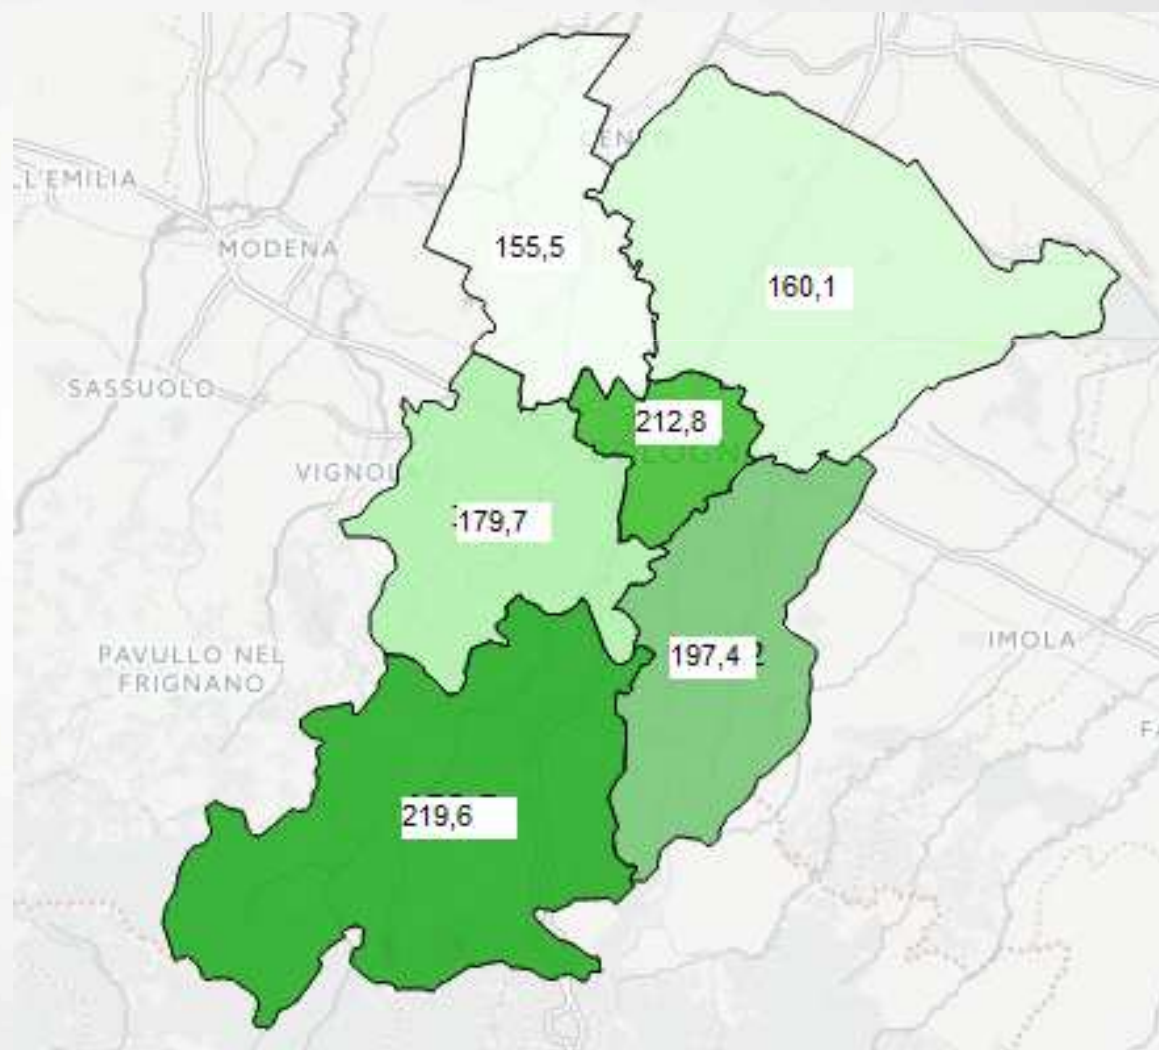 L'EMILIA
MODENA
155,5
160,1
SASSUOLO
212,8
179,7
IMOLA
PAVULLO NEL
FRIGNANO
197,4
219,6